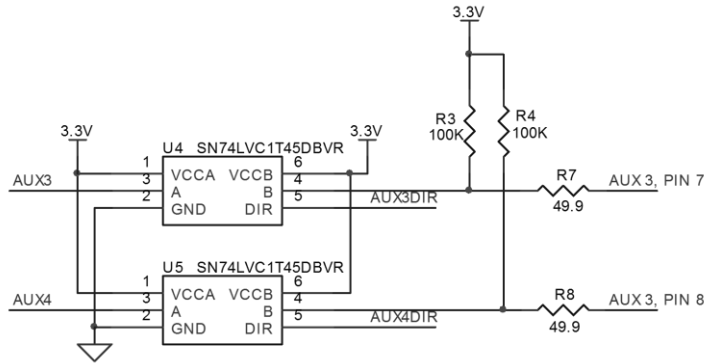 3.3V
R3
100K
R4
100K
3.3V
3.3V
U4 SN74LVC1T45DBVR
1
6
VCCA
VCCB
R7
AUX3
3
4
A
B
AUX 3, PIN 7
2
5
GND
DIR
AUX3DIR
49.9
U5 SN74LVC1T45DBVR
1
6
VCCA
VCCB
R8
AUX4
3
4
A
B
AUX 3, PIN 8
2
5
GND
DIR
AUX4DIR
49.9